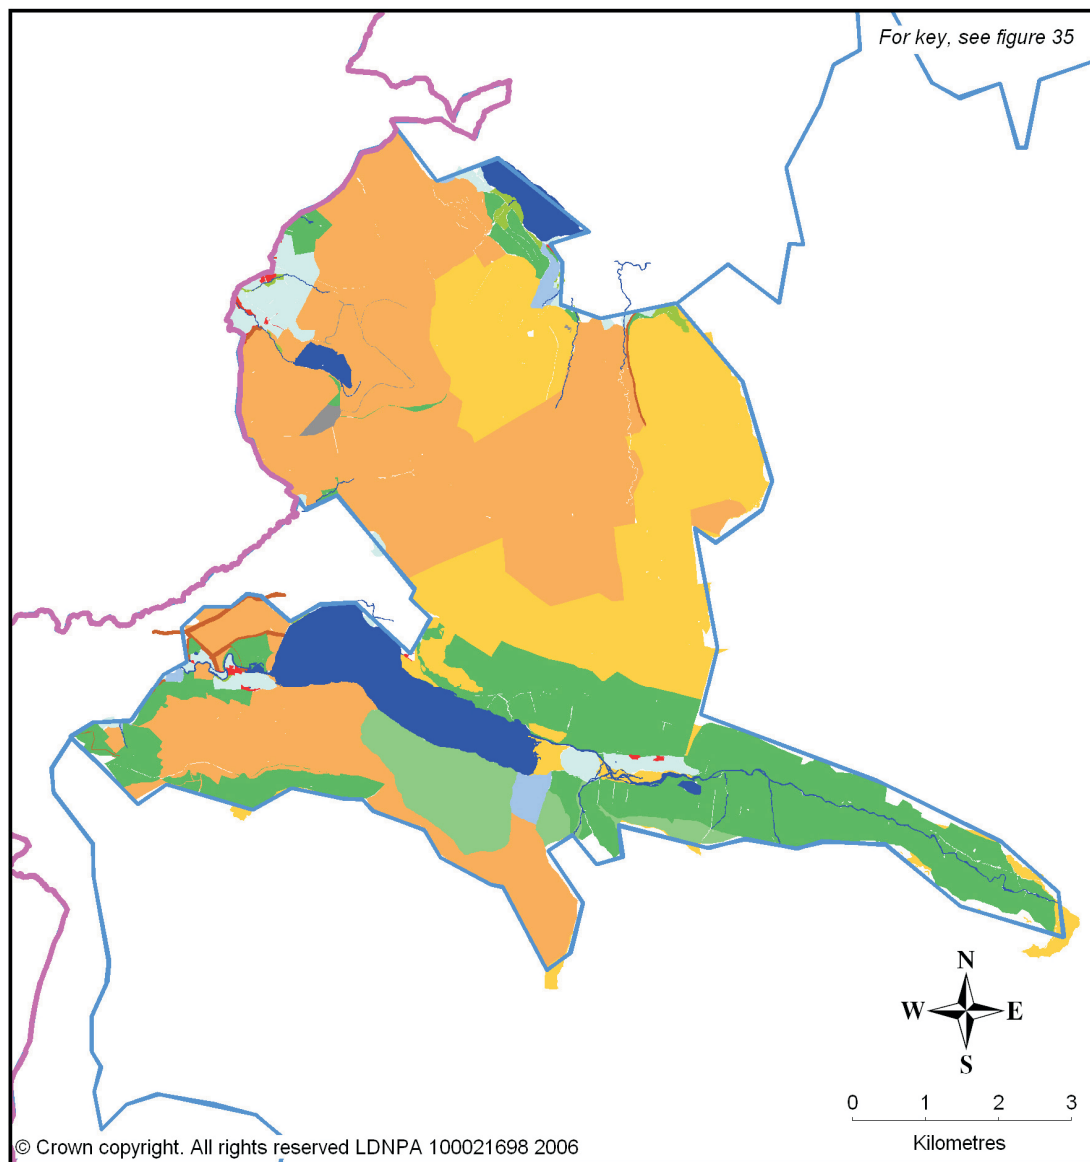 For key, see figure 35
N
W E
S
0 1 2 3
Kilometres
© Crown copyright. All rights reserved LDNPA 100021698 2006